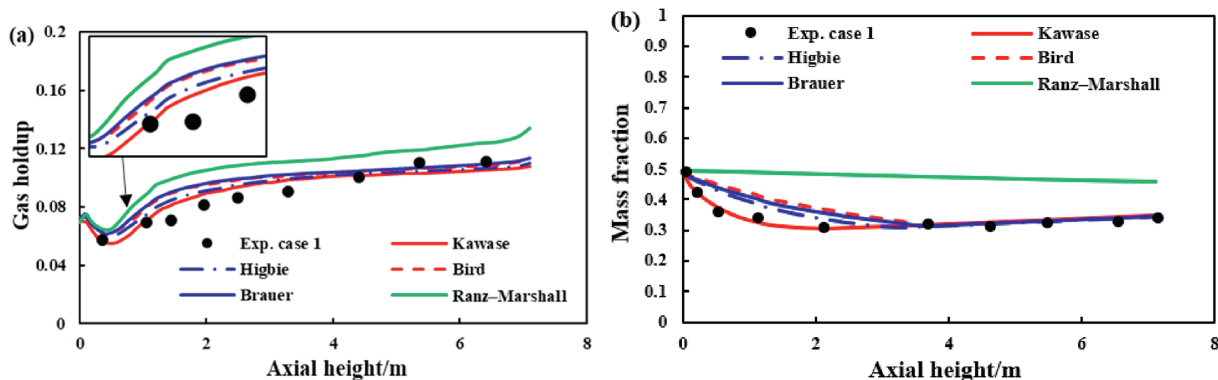 (a)
0.2
0.16
0.12
0.08
0.04
0
Gas holdup
Exp. case 1
Kawase
Higbie
Bird
Brauer
Ranz–Marshall
0 2 4 6 8
Axial height/m
(b)
1
0.9
0.8
0.7
0.6
0.5
0.4
0.3
0.2
0.1
0
Mass fraction
Exp. case 1
Kawase
Higbie
Bird
Brauer
Ranz–Marshall
0 2 4 6 8
Axial height/m